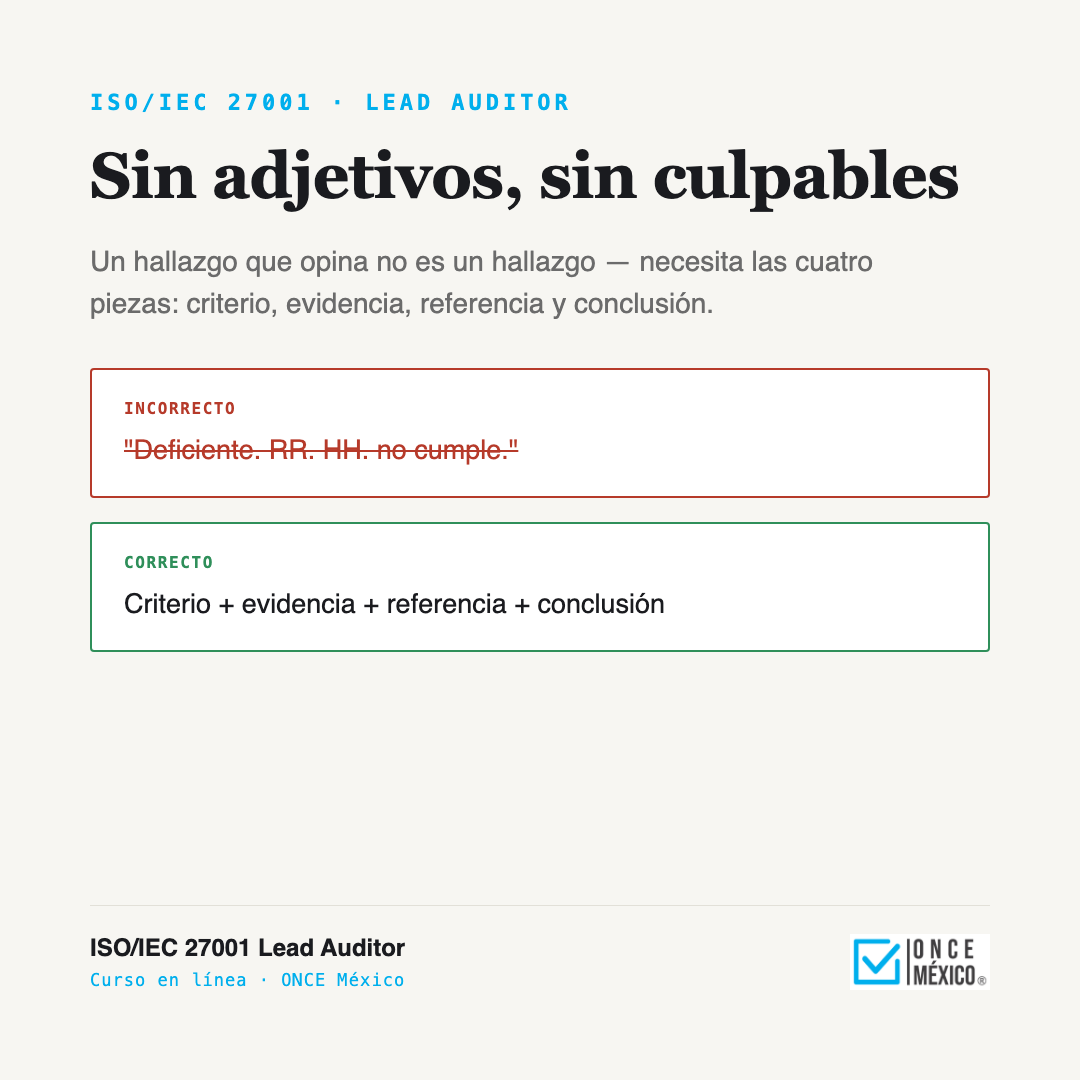 ISO/IEC 27001 · LEAD AUDITOR
Sin adjetivos, sin culpables
Un hallazgo que opina no es un hallazgo — necesita las cuatro
piezas: criterio, evidencia, referencia y conclusión.
INCORRECTO
"Deficiente. RR. HH. no cumple."
CORRECTO
Criterio + evidencia + referencia + conclusión
ISO/IEC 27001 Lead Auditor
Curso en línea · ONCE México
ONCE
MÉXICO®